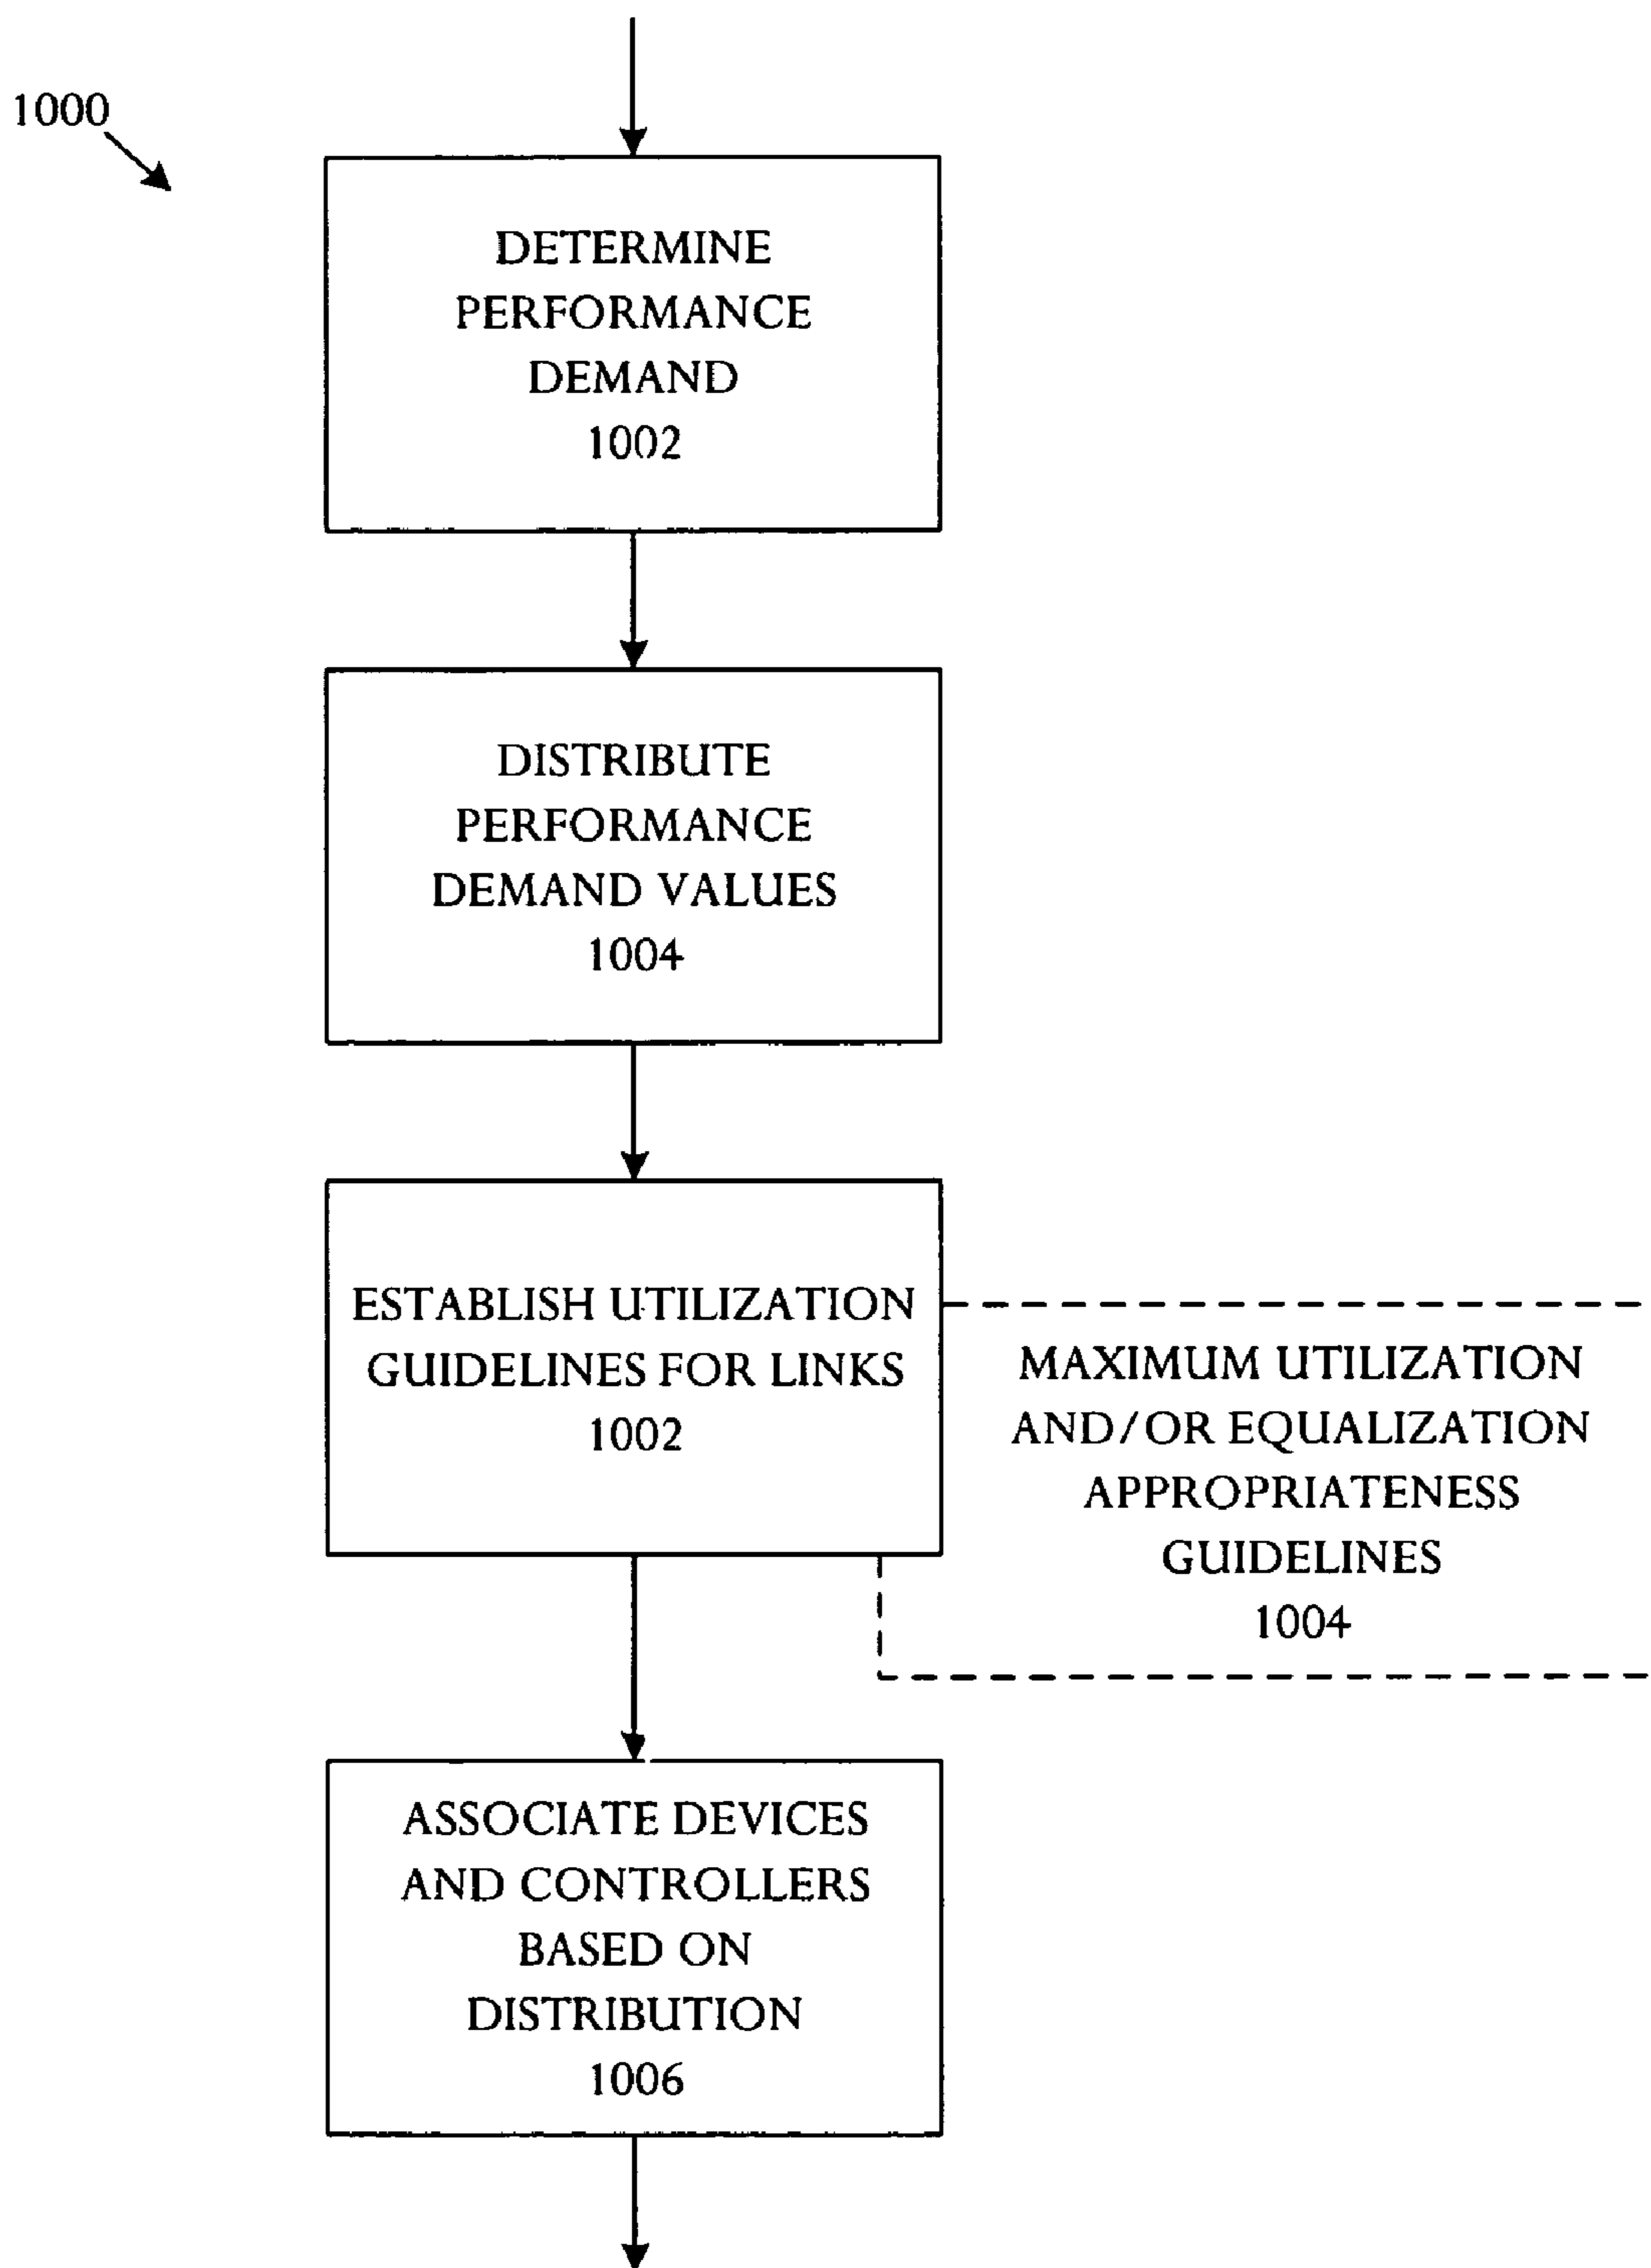 1000
DETERMINE
PERFORMANCE
DEMAND
1002
DISTRIBUTE
PERFORMANCE
DEMAND VALUES
1004
ESTABLISH UTILIZATION
GUIDELINES FOR LINKS
1002
MAXIMUM UTILIZATION
AND/OR EQUALIZATION
APPROPRIATENESS
GUIDELINES
1004
ASSOCIATE DEVICES
AND CONTROLLERS
BASED ON
DISTRIBUTION
1006